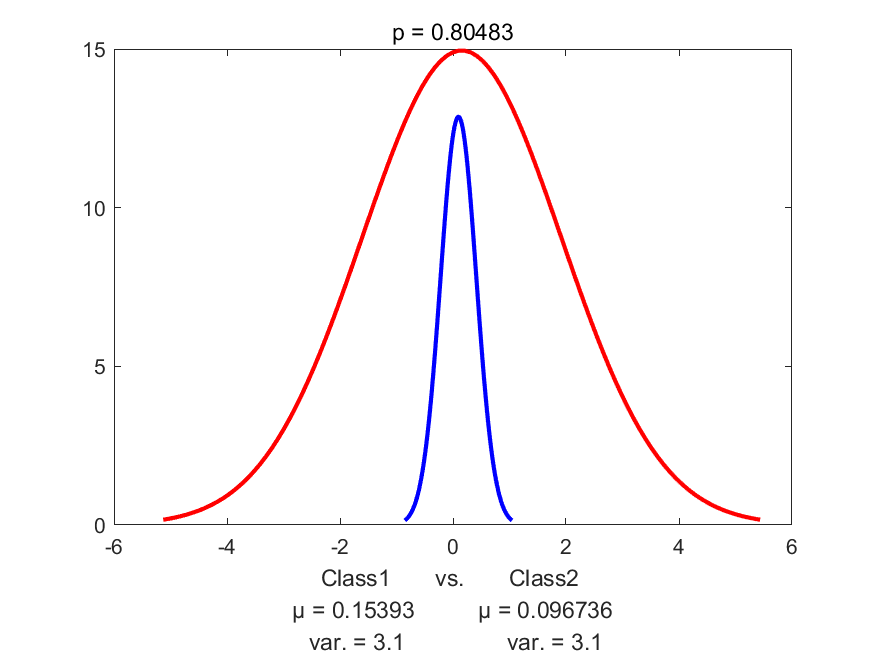 p = 0.80483
15
10
5
0
-6 -4 -2 0 2 4 6
Class1 vs. Class2
μ = 0.15393 μ = 0.096736
var. = 3.1 var. = 3.1